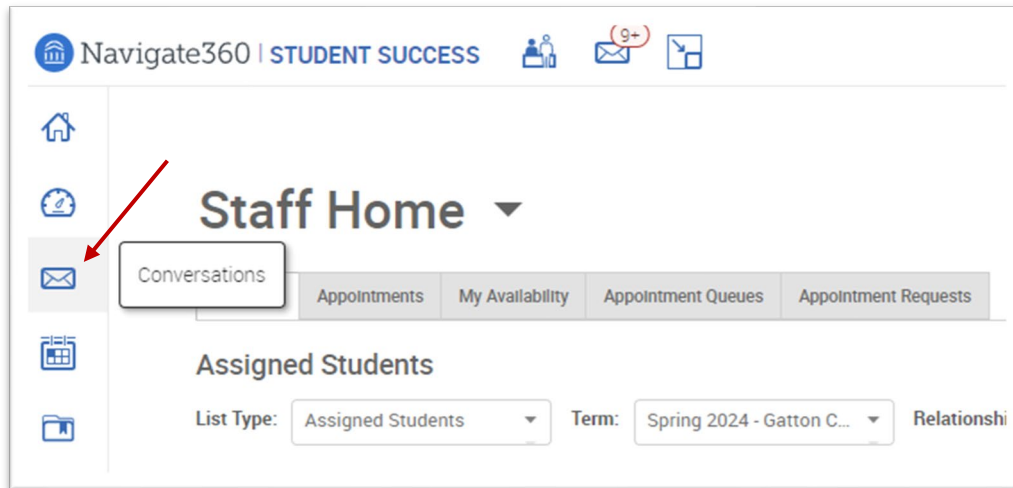 Navigate360 | STUDENT SUCCESS 9+
Staff Home
Conversations
Appointments My Availability Appointment Queues Appointment Requests
Assigned Students
List Type: Assigned Students Term: Spring 2024 - Gatton C... Relationshi